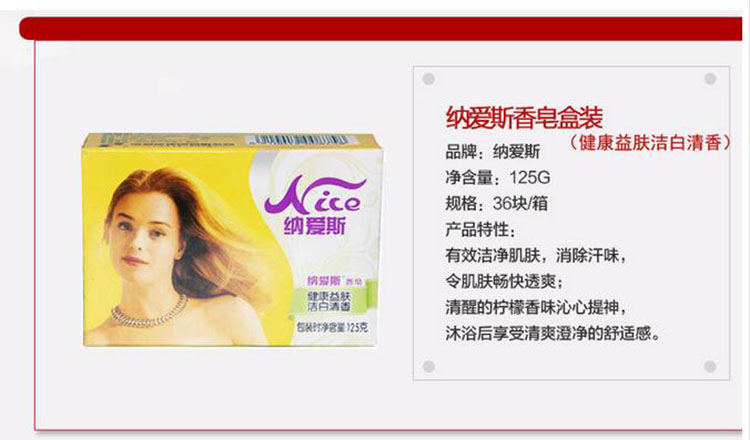 Nice
纳爱斯
纳爱斯 香皂
健康益肤
洁白清香
包装时净含量125克
纳爱斯香皂盒装
（健康益肤洁白清香）
品牌：纳爱斯
净含量：125G
规格：36块/箱
产品特性：
有效洁净肌肤，消除汗味，
令肌肤畅快透爽；
清醒的柠檬香味沁心提神，
沐浴后享受清爽澄净的舒适感。